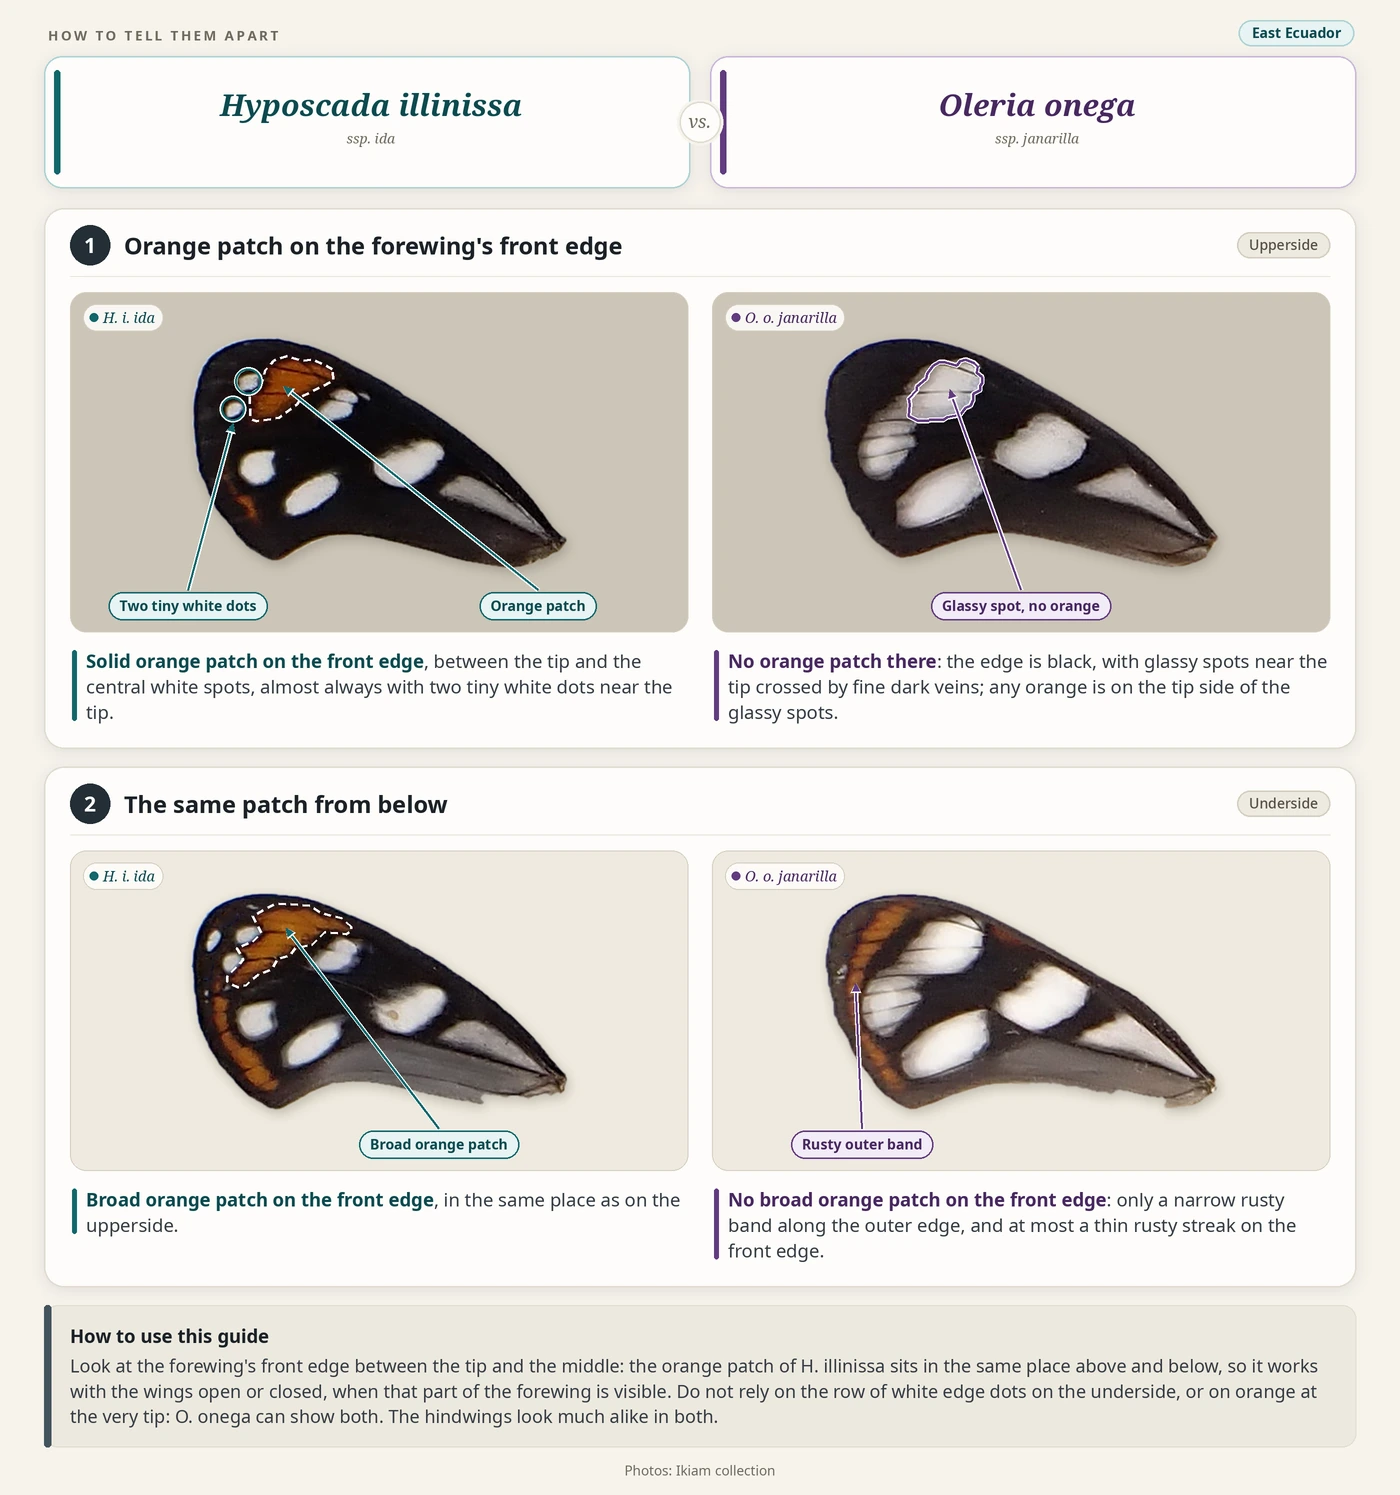 HOW TO TELL THEM APART
East Ecuador
Hyposcada illinissa
ssp. ida
vs.
Oleria onega
ssp. janarilla
1
Orange patch on the forewing's front edge
Upperside
H. i. ida
Two tiny white dots
Orange patch
O. o. janarilla
Glassy spot, no orange
Solid orange patch on the front edge, between the tip and the
central white spots, almost always with two tiny white dots near the
tip.
No orange patch there: the edge is black, with glassy spots near the
tip crossed by fine dark veins; any orange is on the tip side of the
glassy spots.
2
The same patch from below
Underside
H. i. ida
Broad orange patch
O. o. janarilla
Rusty outer band
Broad orange patch on the front edge, in the same place as on the
upperside.
No broad orange patch on the front edge: only a narrow rusty
band along the outer edge, and at most a thin rusty streak on the
front edge.
How to use this guide
Look at the forewing's front edge between the tip and the middle: the orange patch of H. illinissa sits in the same place above and below, so it works
with the wings open or closed, when that part of the forewing is visible. Do not rely on the row of white edge dots on the underside, or on orange at
the very tip: O. onega can show both. The hindwings look much alike in both.
Photos: Ikiam collection